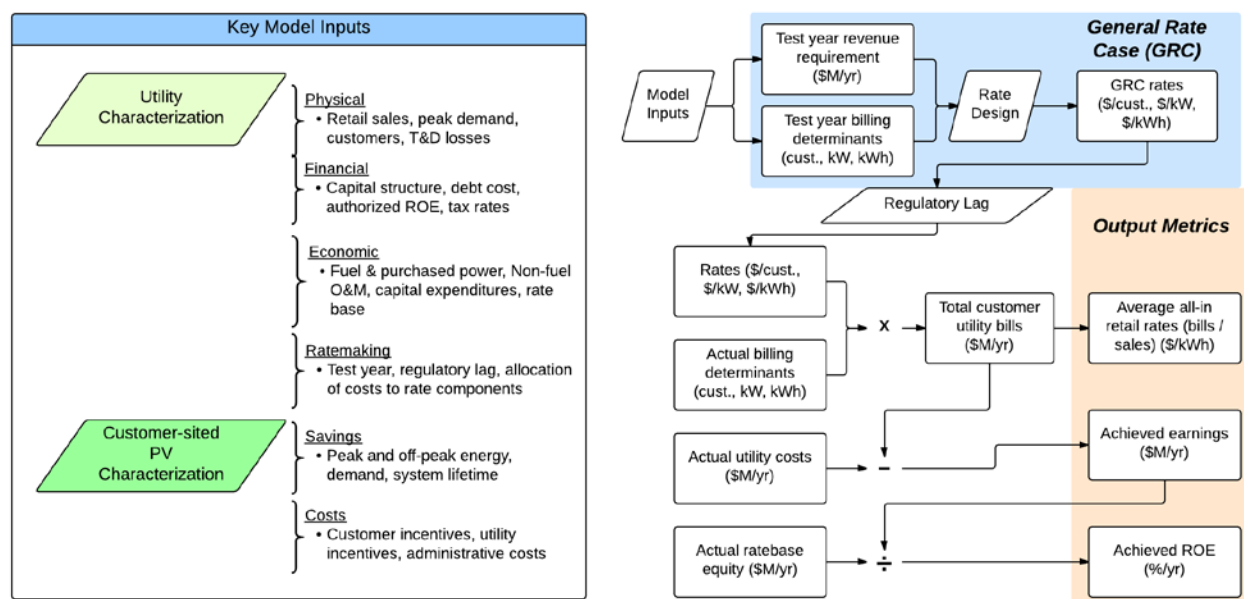 Key Model Inputs
Utility
Characterization
Physical
• Retail sales, peak demand,
customers, T&D losses
Financial
• Capital structure, debt cost,
authorized ROE, tax rates
Economic
• Fuel & purchased power, Non-fuel
O&M, capital expenditures, rate
base
Ratemaking
• Test year, regulatory lag, allocation
of costs to rate components
Customer-sited
PV
Characterization
Savings
• Peak and off-peak energy,
demand, system lifetime
Costs
• Customer incentives, utility
incentives, administrative costs
General Rate
Case (GRC)
Model
Inputs
Test year revenue
requirement
($M/yr)
Test year billing
determinants
(cust., kW, kWh)
Rate
Design
GRC rates
($/cust., $/kW,
$/kWh)
Regulatory Lag
Output Metrics
Rates ($/cust.,
$/kW, $/kWh)
Actual billing
determinants
(cust., kW, kWh)
X
Total customer
utility bills
($M/yr)
Average all-in
retail rates (bills /
sales) ($/kWh)
Actual utility costs
($M/yr)
−
Achieved earnings
($M/yr)
Actual ratebase
equity ($M/yr)
÷
Achieved ROE
(%/yr)